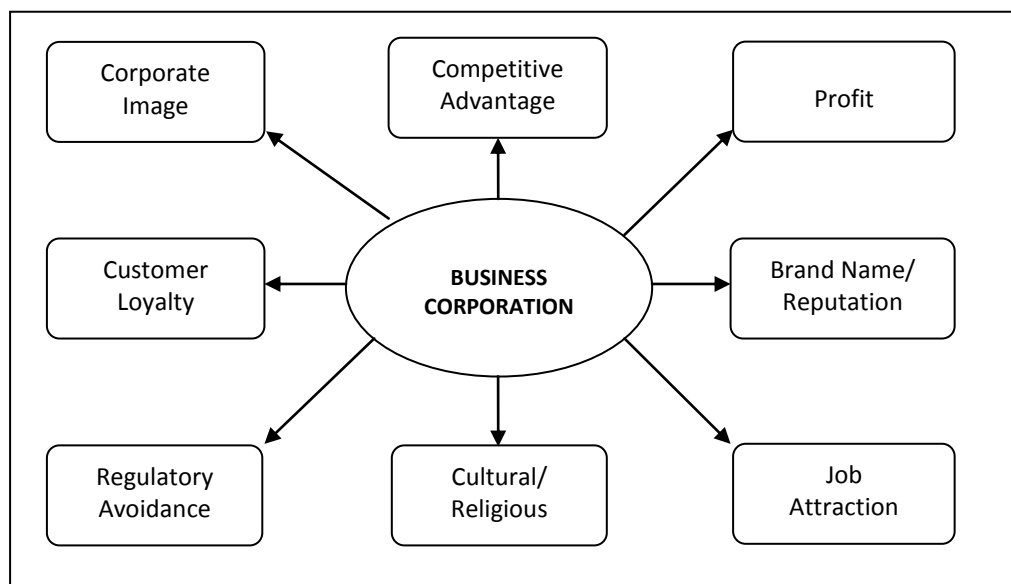 Corporate
Image
Competitive
Advantage
Profit
Customer
Loyalty
BUSINESS
CORPORATION
Brand Name/
Reputation
Regulatory
Avoidance
Cultural/
Religious
Job
Attraction